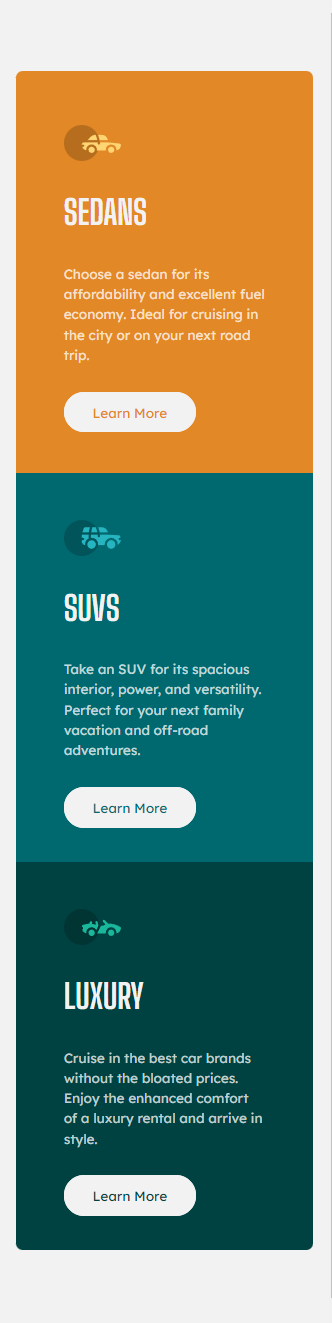 SEDANS
Choose a sedan for its
affordability and excellent fuel
economy. Ideal for cruising in
the city or on your next road
trip.
Learn More
SUVS
Take an SUV for its spacious
interior, power, and versatility.
Perfect for your next family
vacation and off-road
adventures.
Learn More
LUXURY
Cruise in the best car brands
without the bloated prices.
Enjoy the enhanced comfort
of a luxury rental and arrive in
style.
Learn More